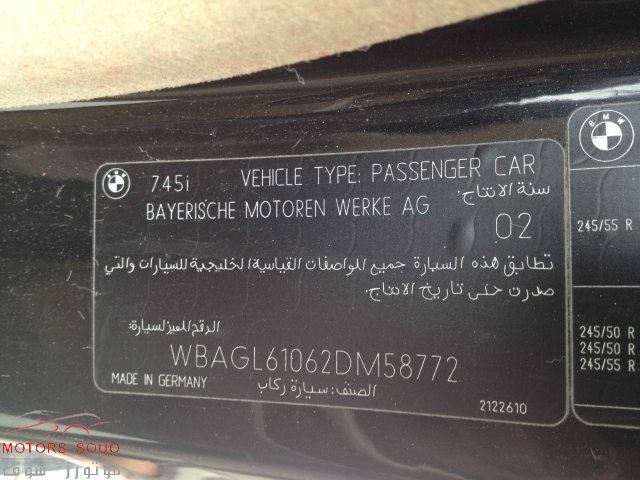 745i VEHICLE TYPE: PASSENGER CAR
سنة الانتاج:
BAYERISCHE MOTOREN WERKE AG
02
تطابق هذه السيارة جميع المواصفات القياسية الخليجية للسيارات والتي
صدرت حتى تاريخ الانتاج.
الرقم المميز لسيارة:
WBAGL61062DM58772
الصنف: سيارة ركاب
MADE IN GERMANY
2122610
BMW
245/55 R
245/50 R
245/50 R
245/55 R
MOTORS SOUQ
موتورز سوق